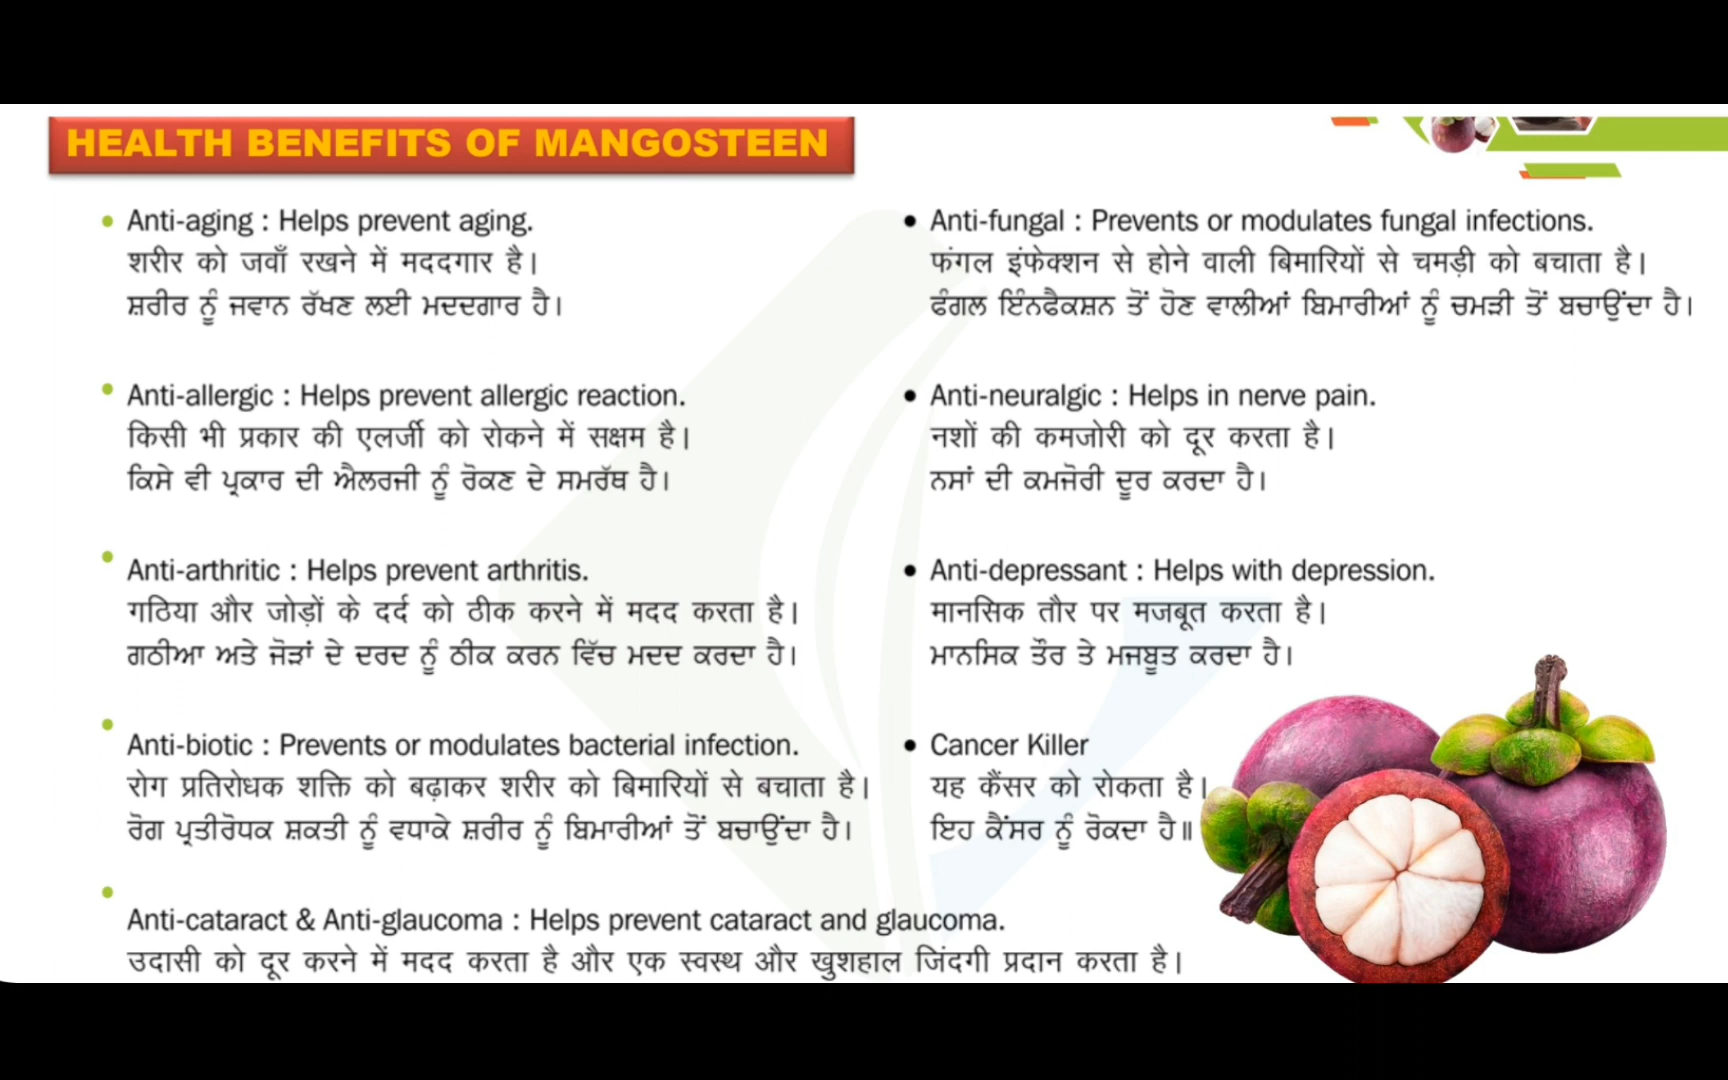 HEALTH BENEFITS OF MANGOSTEEN
Anti-aging : Helps prevent aging.
शरीर को जवाँ रखने में मददगार है।
ਸ਼ਰੀਰ ਨੂੰ ਜਵਾਨ ਰੱਖਣ ਲਈ ਮਦਦਗਾਰ ਹੈ।
Anti-allergic : Helps prevent allergic reaction.
किसी भी प्रकार की एलर्जी को रोकने में सक्षम है।
ਕਿਸੇ ਵੀ ਪ੍ਰਕਾਰ ਦੀ ਐਲਰਜੀ ਨੂੰ ਰੋਕਣ ਦੇ ਸਮਰੱਥ ਹੈ।
Anti-arthritic : Helps prevent arthritis.
गठिया और जोड़ों के दर्द को ठीक करने में मदद करता है।
ਗਠੀਆ ਅਤੇ ਜੋੜਾਂ ਦੇ ਦਰਦ ਨੂੰ ਠੀਕ ਕਰਨ ਵਿੱਚ ਮਦਦ ਕਰਦਾ ਹੈ।
Anti-biotic : Prevents or modulates bacterial infection.
रोग प्रतिरोधक शक्ति को बढ़ाकर शरीर को बिमारियों से बचाता है।
ਰੋਗ ਪ੍ਰਤੀਰੋਧਕ ਸ਼ਕਤੀ ਨੂੰ ਵਧਾਕੇ ਸ਼ਰੀਰ ਨੂੰ ਬਿਮਾਰੀਆਂ ਤੋਂ ਬਚਾਉਂਦਾ ਹੈ।
Anti-cataract & Anti-glaucoma : Helps prevent cataract and glaucoma.
उदासी को दूर करने में मदद करता है और एक स्वस्थ और खुशहाल जिंदगी प्रदान करता है।
Anti-fungal : Prevents or modulates fungal infections.
फंगल इंफेक्शन से होने वाली बिमारियों से चमड़ी को बचाता है।
ਫੰਗਲ ਇੰਨਫੈਕਸ਼ਨ ਤੋਂ ਹੋਣ ਵਾਲੀਆਂ ਬਿਮਾਰੀਆਂ ਨੂੰ ਚਮੜੀ ਤੋਂ ਬਚਾਉਂਦਾ ਹੈ।
Anti-neuralgic : Helps in nerve pain.
नशों की कमजोरी को दूर करता है।
ਨਸਾਂ ਦੀ ਕਮਜੋਰੀ ਦੂਰ ਕਰਦਾ ਹੈ।
Anti-depressant : Helps with depression.
मानसिक तौर पर मजबूत करता है।
ਮਾਨਸਿਕ ਤੌਰ ਤੇ ਮਜਬੂਤ ਕਰਦਾ ਹੈ।
Cancer Killer
यह कैंसर को रोकता है।
ਇਹ ਕੈਂਸਰ ਨੂੰ ਰੋਕਦਾ ਹੈ॥